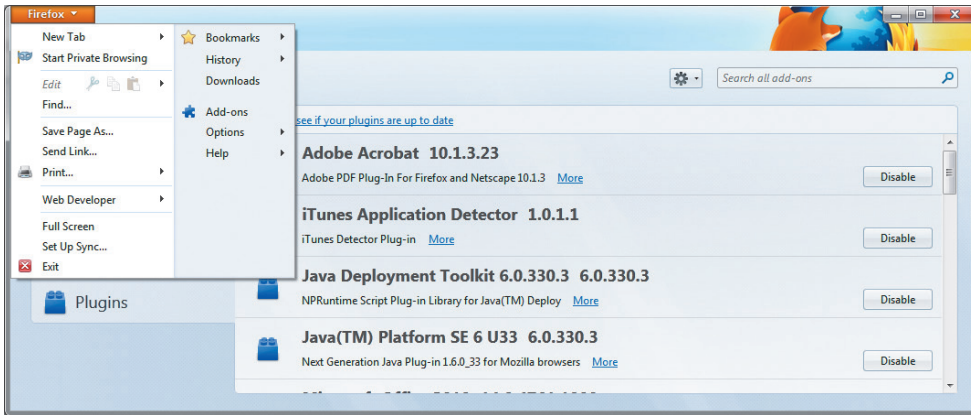 Firefox
New Tab
Start Private Browsing
Edit
Find...
Save Page As...
Send Link...
Print...
Web Developer
Full Screen
Set Up Sync...
Exit
Bookmarks
History
Downloads
Add-ons
Options
Help
Search all add-ons
see if your plugins are up to date
Plugins
Adobe Acrobat 10.1.3.23
Adobe PDF Plug-In For Firefox and Netscape 10.1.3 More
Disable
iTunes Application Detector 1.0.1.1
iTunes Detector Plug-in More
Disable
Java Deployment Toolkit 6.0.330.3 6.0.330.3
NPRuntime Script Plug-in Library for Java(TM) Deploy More
Disable
Java(TM) Platform SE 6 U33 6.0.330.3
Next Generation Java Plug-in 1.6.0_33 for Mozilla browsers More
Disable